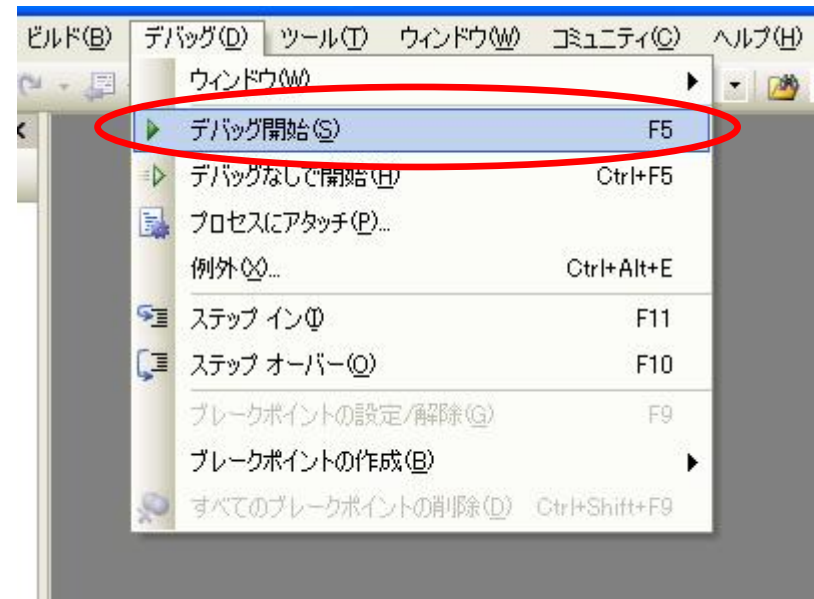 ビルド(B) デバッグ(D) ツール(T) ウィンドウ(W) コミュニティ(C) ヘルプ(H)
ウィンドウ(W)
デバッグ開始(S) F5
デバッグなしで開始(H) Ctrl+F5
プロセスにアタッチ(P)...
例外(X)... Ctrl+Alt+E
ステップ イン(I) F11
ステップ オーバー(O) F10
ブレークポイントの設定/解除(G) F9
ブレークポイントの作成(B)
すべてのブレークポイントの削除(D) Ctrl+Shift+F9